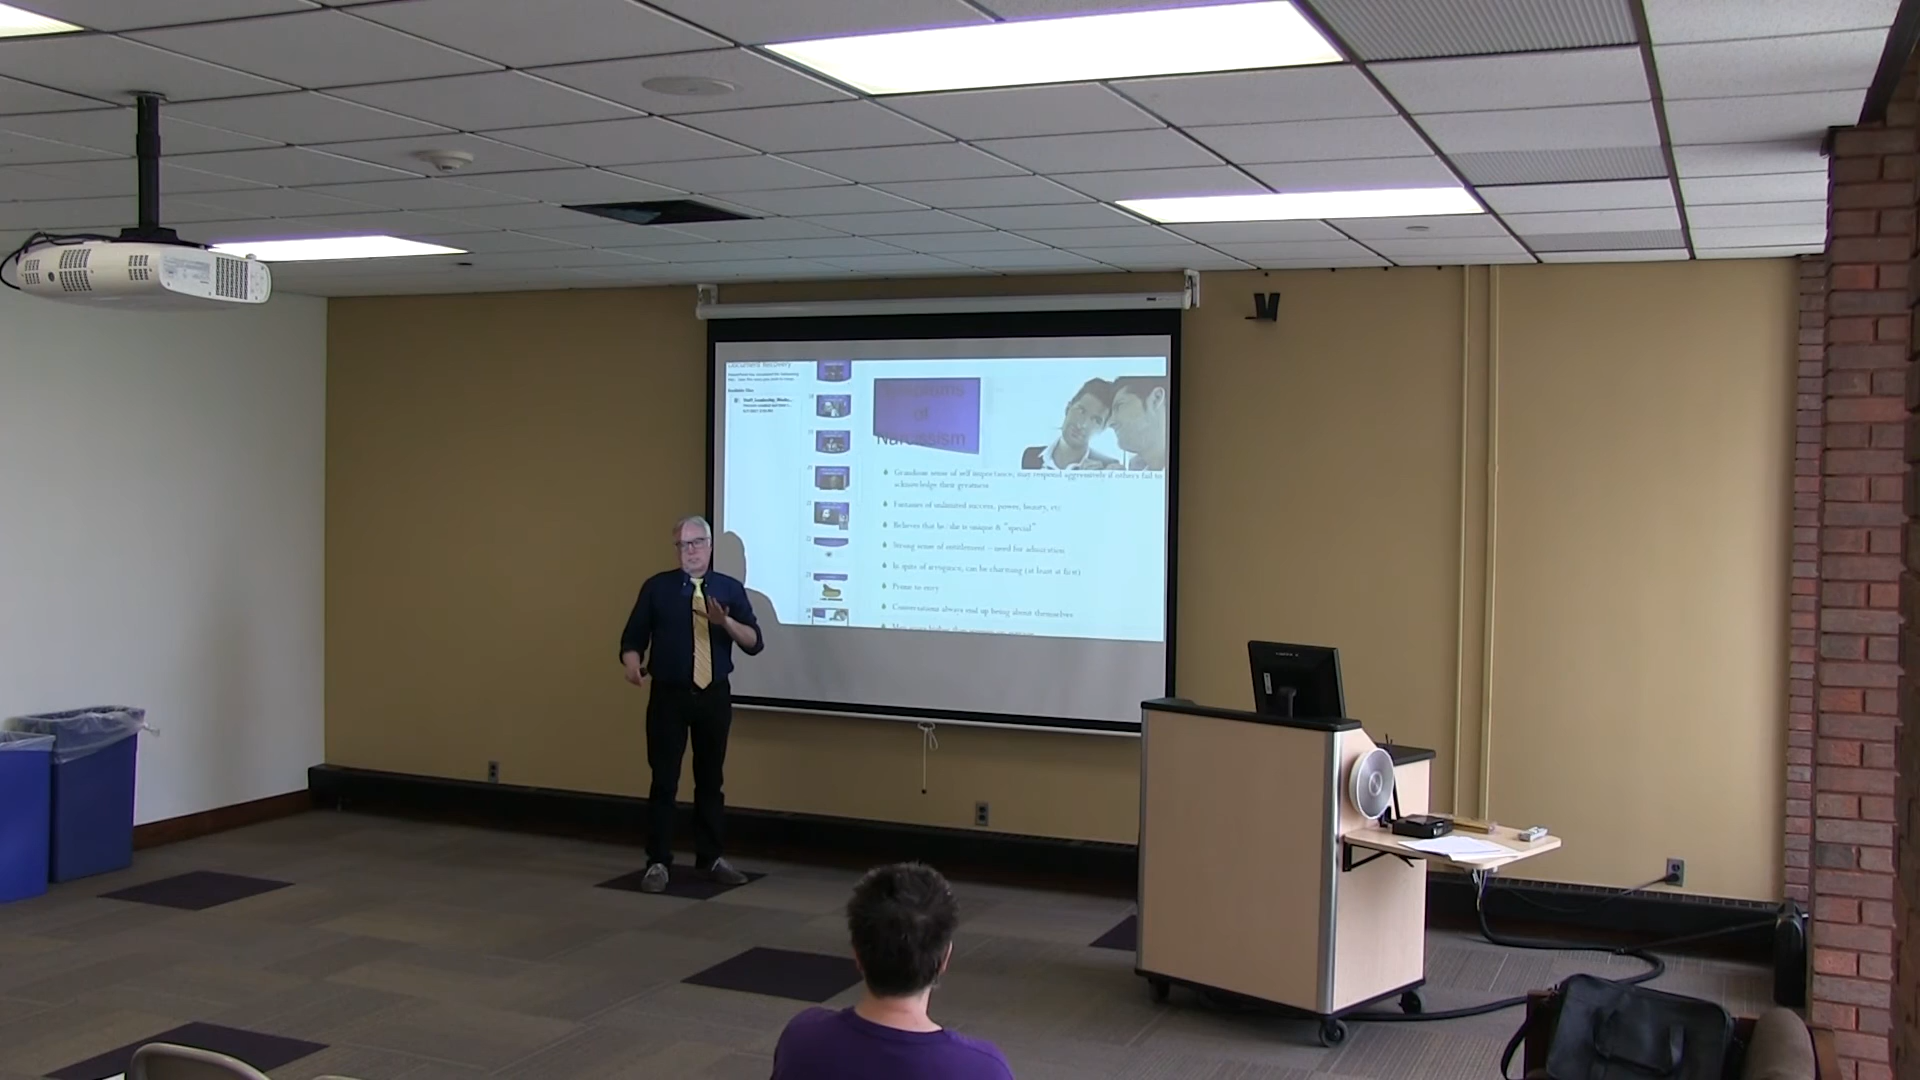 Document Recovery
Available files
of
Narcissism
Grandiose sense of self importance; may respond aggressively if others fail to
acknowledge their greatness
Fantasies of unlimited success, power, beauty, etc
Believes that he/she is unique & "special"
Strong sense of entitlement – need for admiration
In spite of arrogance, can be charming (at least at first)
Prone to envy
Conversations always end up being about themselves